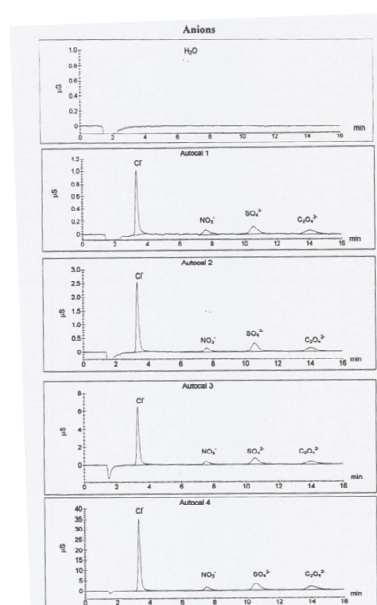 Anions
H₂O
1.0
0.8
0.6
0.4
0.2
0
μS
0 2 4 6 8 10 12 14 16 min
Autocal 1
Cl⁻
1.2
1.0
0.8
0.6
0.4
0.2
0
μS
NO₃⁻ SO₄²⁻ C₂O₄²⁻
0 2 4 6 8 10 12 14 16 min
Autocal 2
Cl⁻
3.0
2.5
2.0
1.5
1.0
0.5
0
μS
NO₃⁻ SO₄²⁻ C₂O₄²⁻
0 2 4 6 8 10 12 14 16 min
Autocal 3
Cl⁻
8
6
4
2
0
μS
NO₃⁻ SO₄²⁻ C₂O₄²⁻
0 2 4 6 8 10 12 14 16 min
Autocal 4
Cl⁻
40
35
30
25
20
15
10
5
0
μS
NO₃⁻ SO₄²⁻ C₂O₄²⁻
0 2 4 6 8 10 12 14 16 min